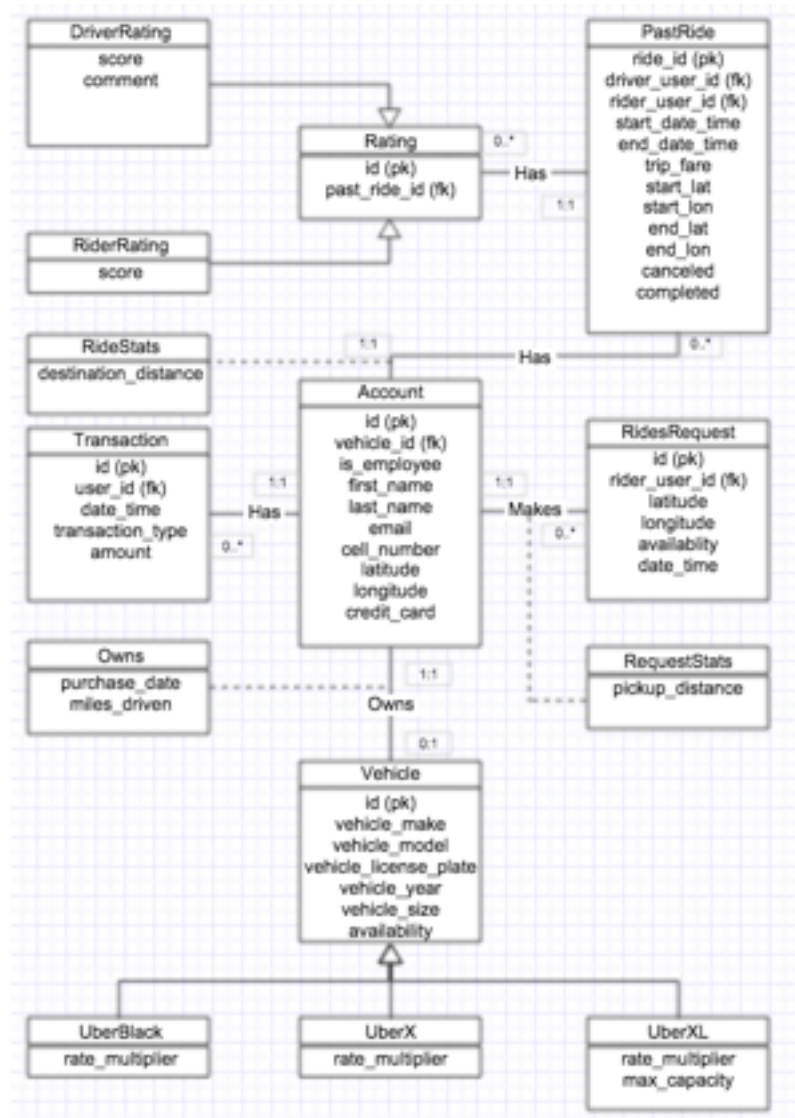 DriverRating
score
comment
PastRide
ride_id (pk)
driver_user_id (fk)
rider_user_id (fk)
start_date_time
end_date_time
trip_fare
start_lat
start_lon
end_lat
end_lon
canceled
completed
Rating
id (pk)
past_ride_id (fk)
0..*
Has
1:1
RiderRating
score
RideStats
destination_distance
1:1
Has
0..*
Account
id (pk)
vehicle_id (fk)
is_employee
first_name
last_name
email
cell_number
latitude
longitude
credit_card
Transaction
id (pk)
user_id (fk)
date_time
transaction_type
amount
1:1
Has
0..*
1:1
Makes
0..*
RidesRequest
id (pk)
rider_user_id (fk)
latitude
longitude
availablity
date_time
Owns
purchase_date
miles_driven
1:1
Owns
0:1
RequestStats
pickup_distance
Vehicle
id (pk)
vehicle_make
vehicle_model
vehicle_license_plate
vehicle_year
vehicle_size
availability
UberBlack
rate_multiplier
UberX
rate_multiplier
UberXL
rate_multiplier
max_capacity